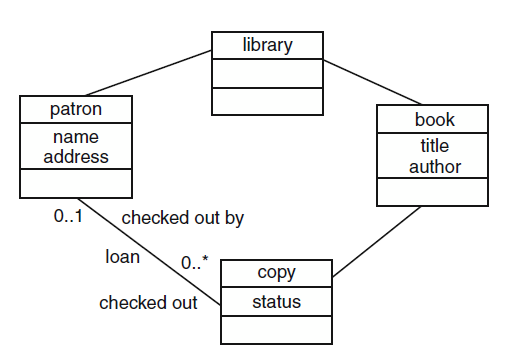 library
patron
name
address
book
title
author
0..1
checked out by
loan
0..*
checked out
copy
status